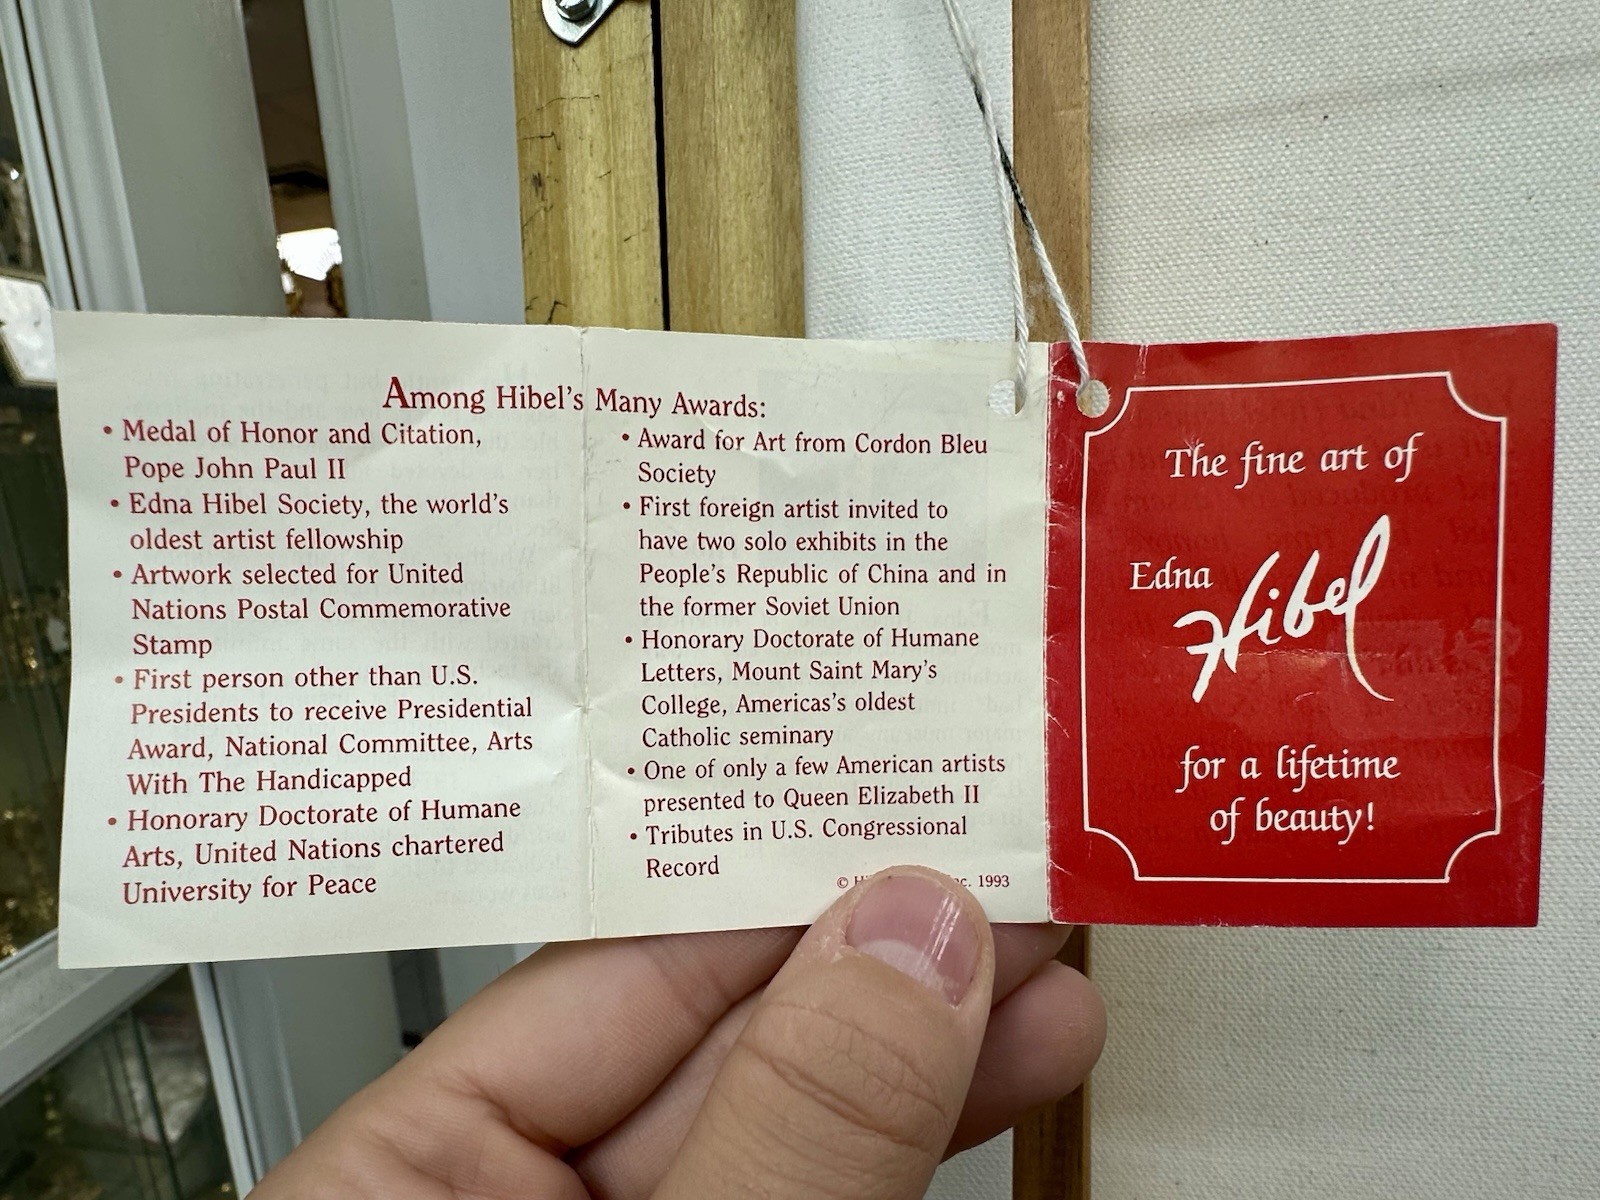 Among Hibel's Many Awards:
• Medal of Honor and Citation,
Pope John Paul II
• Edna Hibel Society, the world's
oldest artist fellowship
• Artwork selected for United
Nations Postal Commemorative
Stamp
• First person other than U.S.
Presidents to receive Presidential
Award, National Committee, Arts
With The Handicapped
• Honorary Doctorate of Humane
Arts, United Nations chartered
University for Peace
• Award for Art from Cordon Bleu
Society
• First foreign artist invited to
have two solo exhibits in the
People's Republic of China and in
the former Soviet Union
• Honorary Doctorate of Humane
Letters, Mount Saint Mary's
College, Americas's oldest
Catholic seminary
• One of only a few American artists
presented to Queen Elizabeth II
• Tributes in U.S. Congressional
Record
© 1993
The fine art of
Edna
Hibel
for a lifetime
of beauty!